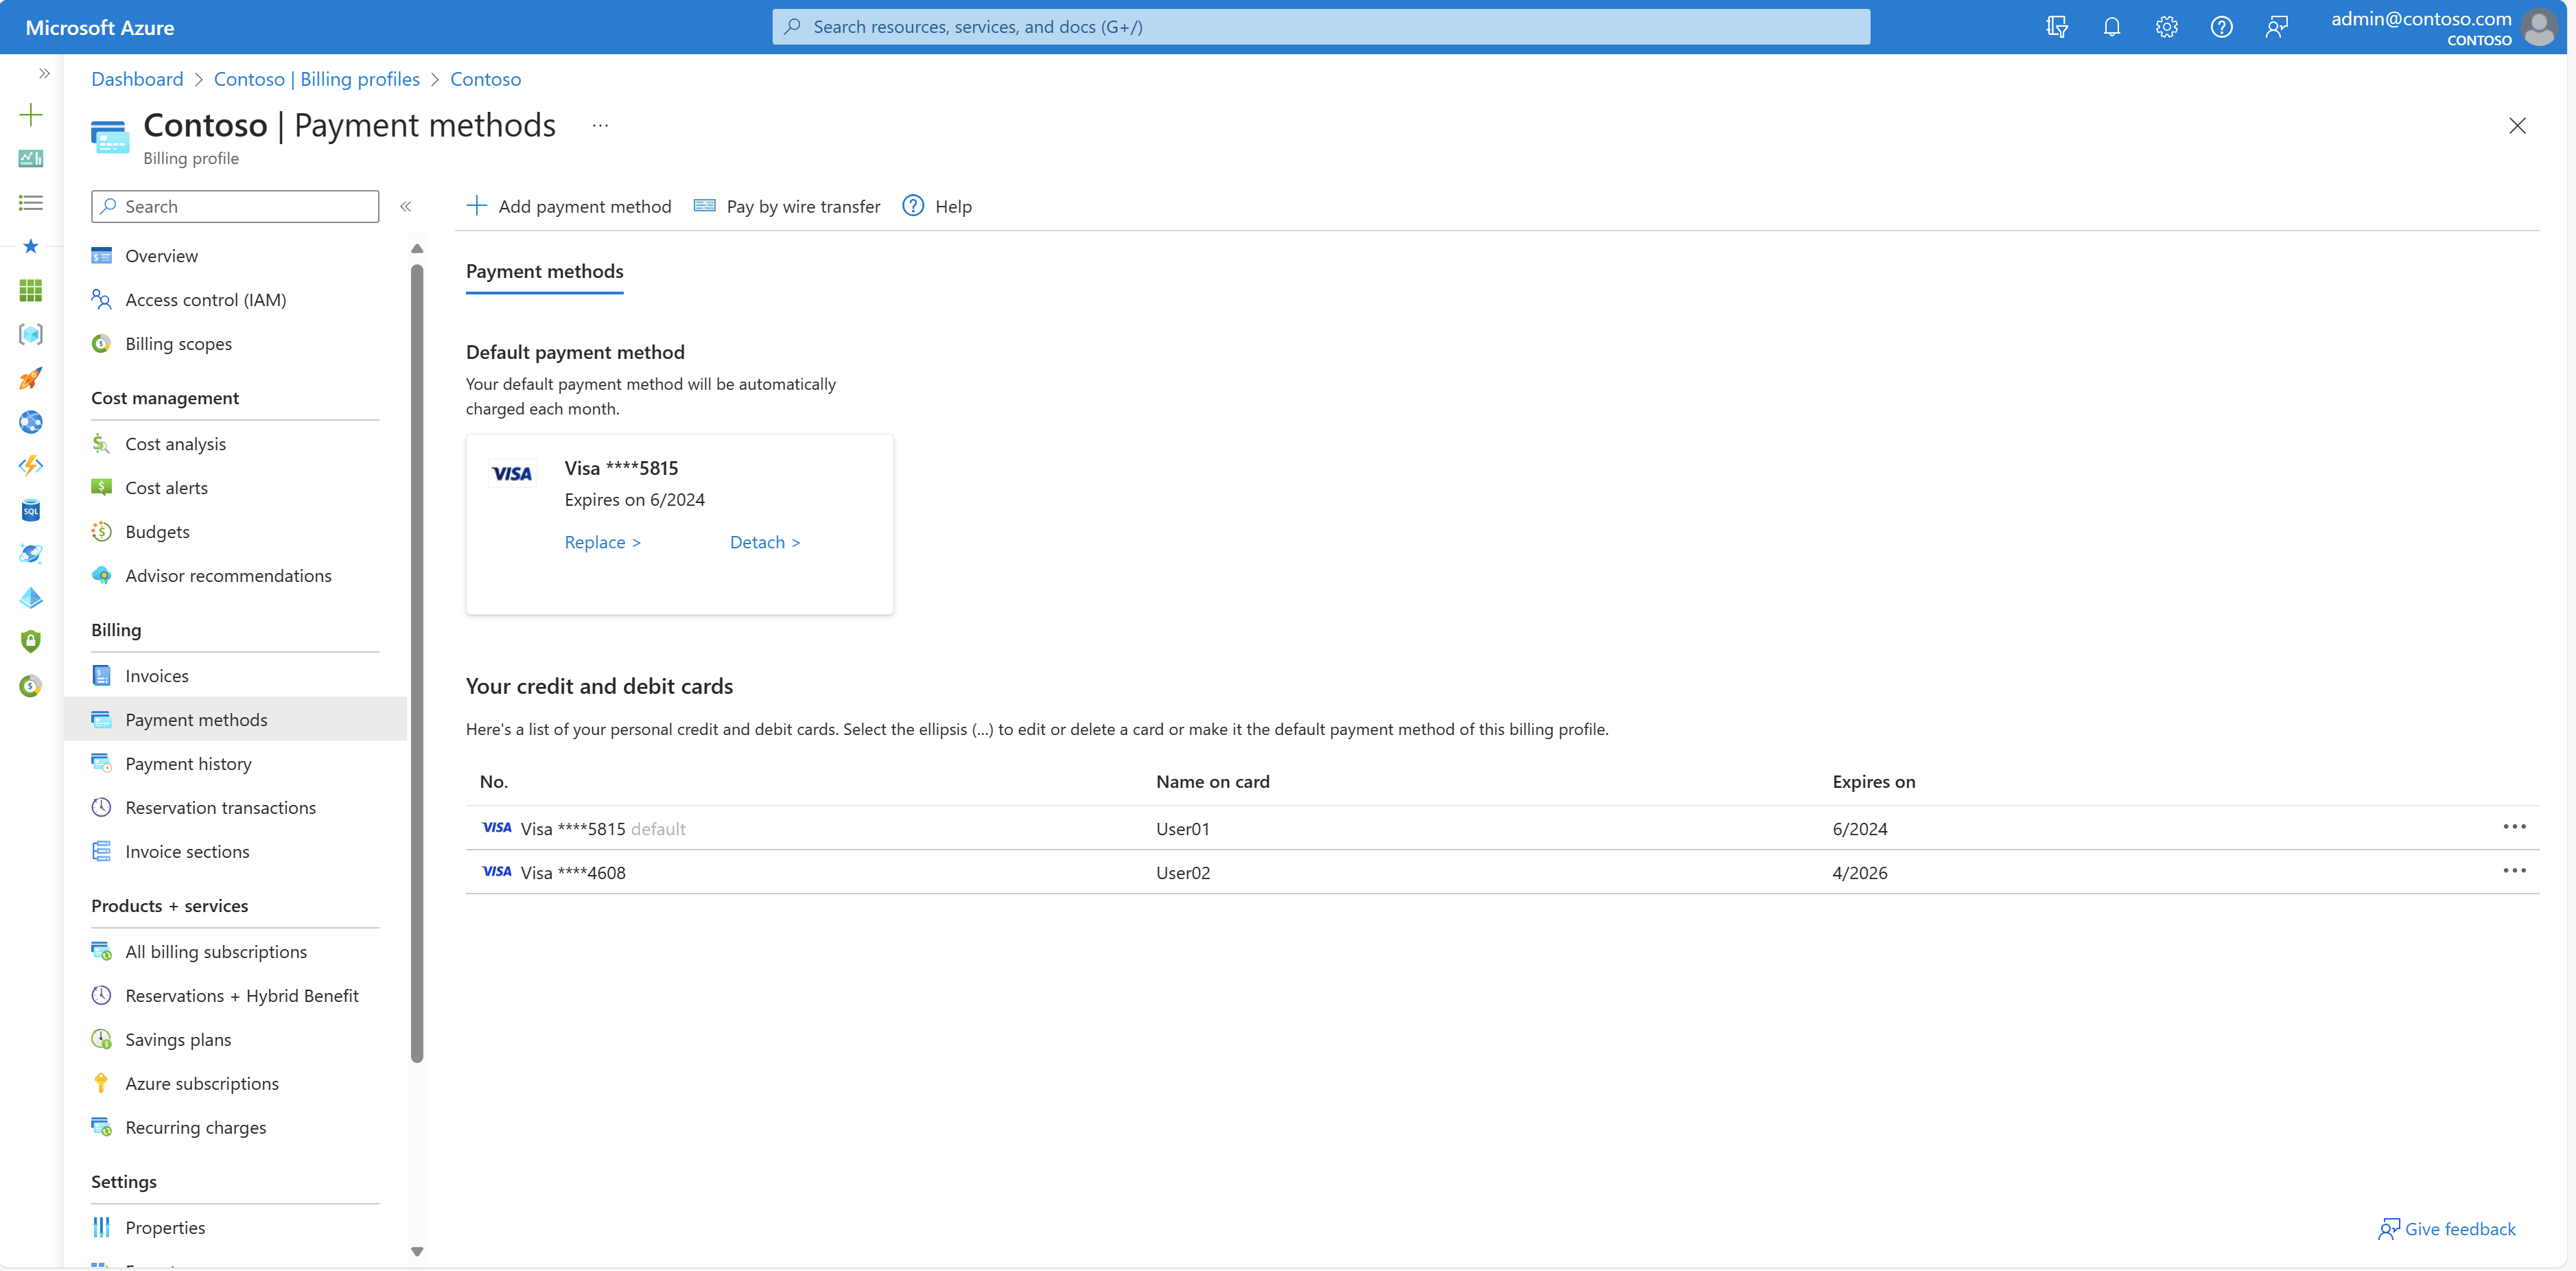 Microsoft Azure
Search resources, services, and docs (G+/)
admin@contoso.com
CONTOSO
Dashboard > Contoso | Billing profiles > Contoso
Contoso | Payment methods ...
Billing profile
Search
Add payment method
Pay by wire transfer
Help
Overview
Access control (IAM)
Billing scopes
Cost management
Cost analysis
Cost alerts
Budgets
Advisor recommendations
Billing
Invoices
Payment methods
Payment history
Reservation transactions
Invoice sections
Products + services
All billing subscriptions
Reservations + Hybrid Benefit
Savings plans
Azure subscriptions
Recurring charges
Settings
Properties
SQL
Payment methods
Default payment method
Your default payment method will be automatically
charged each month.
VISA
Visa ****5815
Expires on 6/2024
Replace >
Detach >
Your credit and debit cards
Here's a list of your personal credit and debit cards. Select the ellipsis (...) to edit or delete a card or make it the default payment method of this billing profile.
No. Name on card Expires on
VISA Visa ****5815 default User01 6/2024 ...
VISA Visa ****4608 User02 4/2026 ...
Give feedback